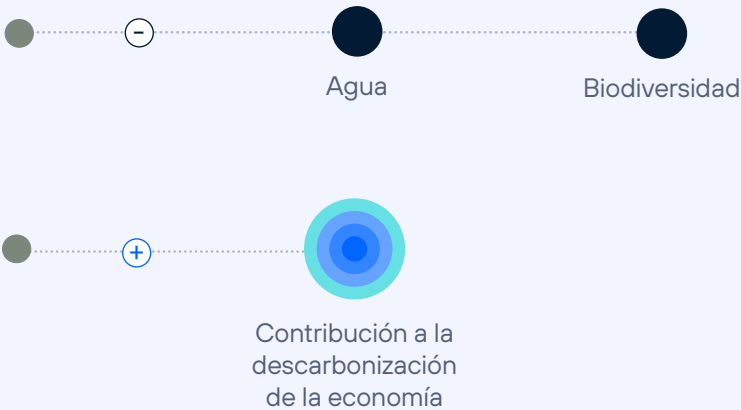 −
Agua
Biodiversidad
+
Contribución a la
descarbonización
de la economía